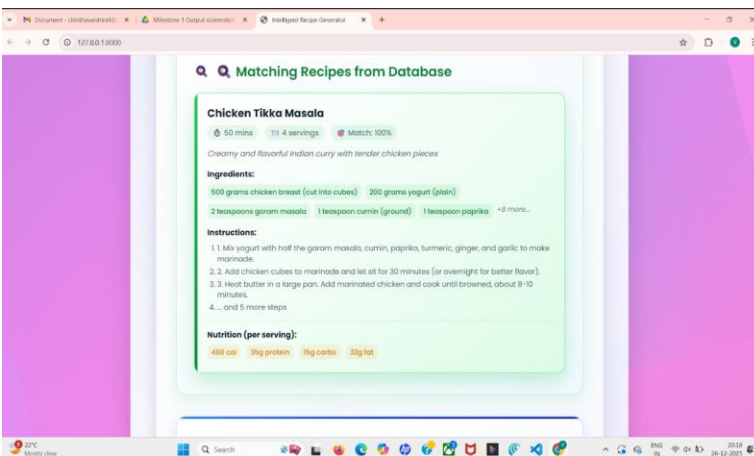 Milestone 1 Output screenshot
Intelligent Recipe Generator
127.0.0.1:8000
Matching Recipes from Database
Chicken Tikka Masala
50 mins 4 servings Match: 100%
Creamy and flavorful Indian curry with tender chicken pieces
Ingredients:
500 grams chicken breast (cut into cubes) 200 grams yogurt (plain)
2 teaspoons garam masala 1 teaspoon cumin (ground) 1 teaspoon paprika +8 more...
Instructions:
1. 1. Mix yogurt with half the garam masala, cumin, paprika, turmeric, ginger, and garlic to make
marinade.
2. 2. Add chicken cubes to marinade and let sit for 30 minutes (or overnight for better flavor).
3. 3. Heat butter in a large pan. Add marinated chicken and cook until browned, about 8-10
minutes.
4. ... and 5 more steps
Nutrition (per serving):
460 cal 35g protein 15g carbs 32g fat
22°C
Mostly clear
Search
ENG
IN
20:18
26-12-2025